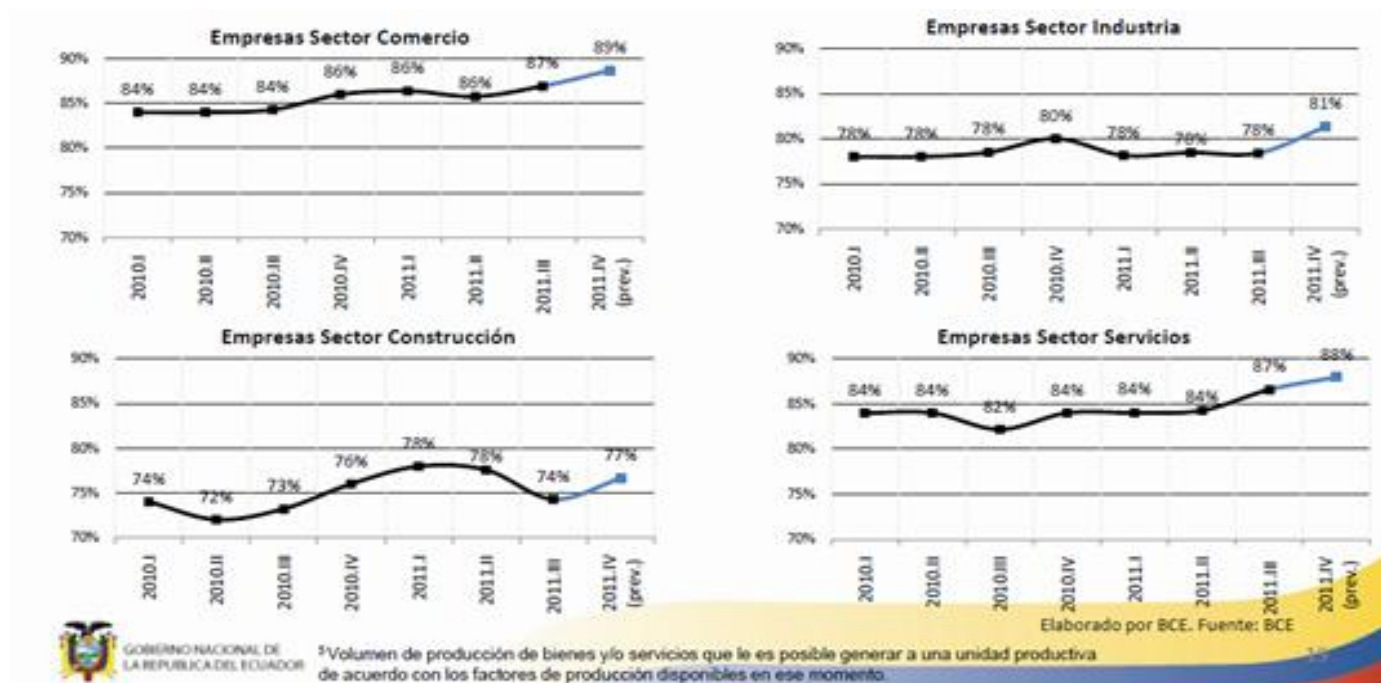 Empresas Sector Comercio
90%
85%
80%
75%
70%
84%
84%
84%
86%
86%
86%
87%
89%
2010.I
2010.II
2010.III
2010.IV
2011.I
2011.II
2011.III
2011.IV
(prev.)
Empresas Sector Industria
90%
85%
80%
75%
70%
78%
78%
78%
80%
78%
78%
78%
81%
2010.I
2010.II
2010.III
2010.IV
2011.I
2011.II
2011.III
2011.IV
(prev.)
Empresas Sector Construcción
90%
85%
80%
75%
70%
74%
72%
73%
76%
78%
78%
74%
77%
2010.I
2010.II
2010.III
2010.IV
2011.I
2011.II
2011.III
2011.IV
(prev.)
Empresas Sector Servicios
90%
85%
80%
75%
70%
84%
84%
82%
84%
84%
84%
87%
88%
2010.I
2010.II
2010.III
2010.IV
2011.I
2011.II
2011.III
2011.IV
(prev.)
Elaborado por BCE. Fuente: BCE
GOBIERNO NACIONAL DE
LA REPUBLICA DEL ECUADOR
Volumen de producción de bienes y/o servicios que le es posible generar a una unidad productiva
de acuerdo con los factores de producción disponibles en ese momento.